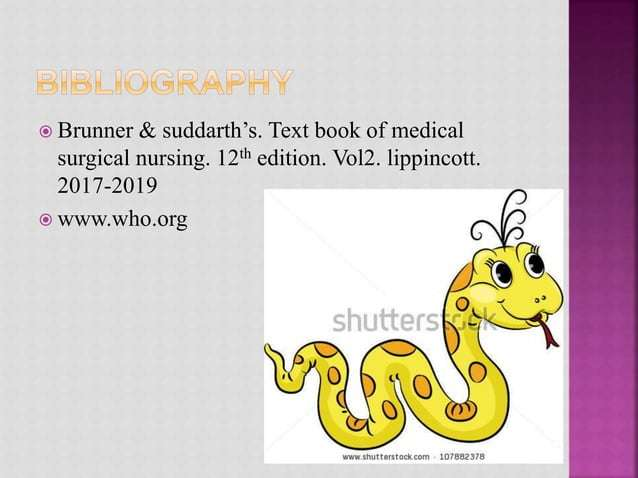 BIBLIOGRAPHY
Brunner & suddarth’s. Text book of medical
surgical nursing. 12th edition. Vol2. lippincott.
2017-2019
www.who.org
shutterstock
www.shutterstock.com · 107882378